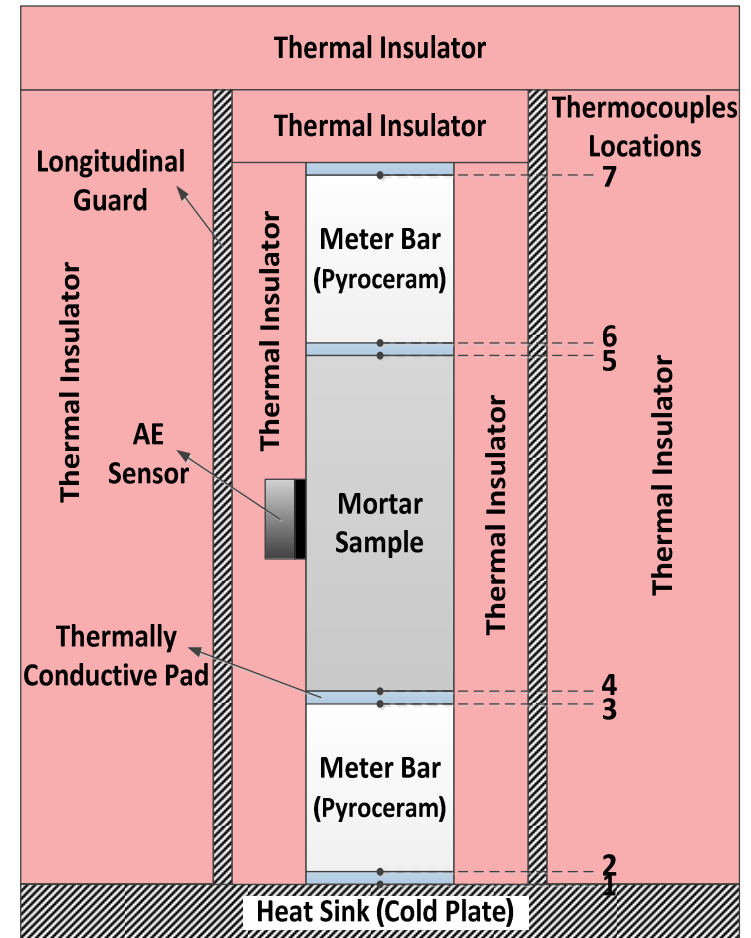 Thermal Insulator
Thermal Insulator
Thermocouples
Locations
Longitudinal
Guard
7
Meter Bar
(Pyroceram)
Thermal Insulator
Thermal Insulator
6
5
Thermal Insulator
Thermal Insulator
AE
Sensor
Mortar
Sample
Thermally
Conductive Pad
4
3
Meter Bar
(Pyroceram)
2
1
Heat Sink (Cold Plate)